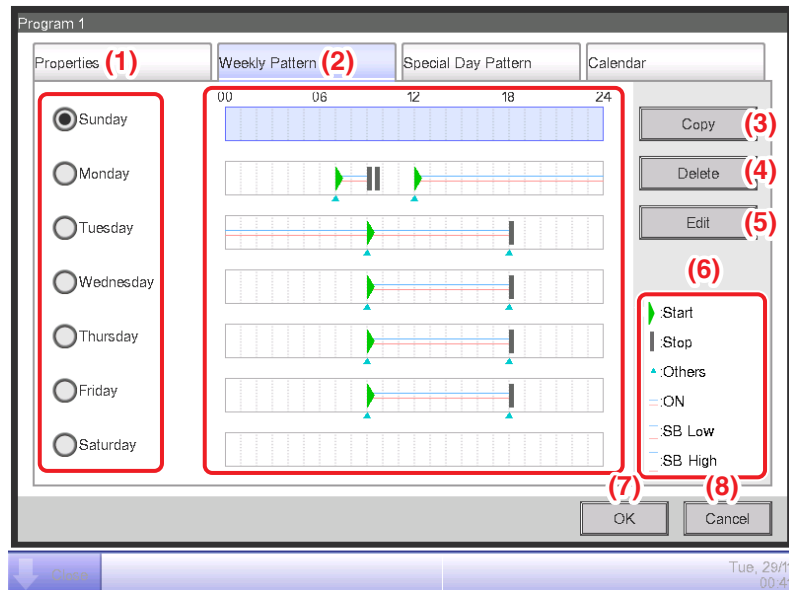 Program 1
Properties (1) Weekly Pattern (2) Special Day Pattern Calendar
00 06 12 18 24
Sunday
Monday
Tuesday
Wednesday
Thursday
Friday
Saturday
Copy (3)
Delete (4)
Edit (5)
(6)
:Start
:Stop
:Others
:ON
:SB Low
:SB High
(7) (8)
OK Cancel
Tue, 29/1